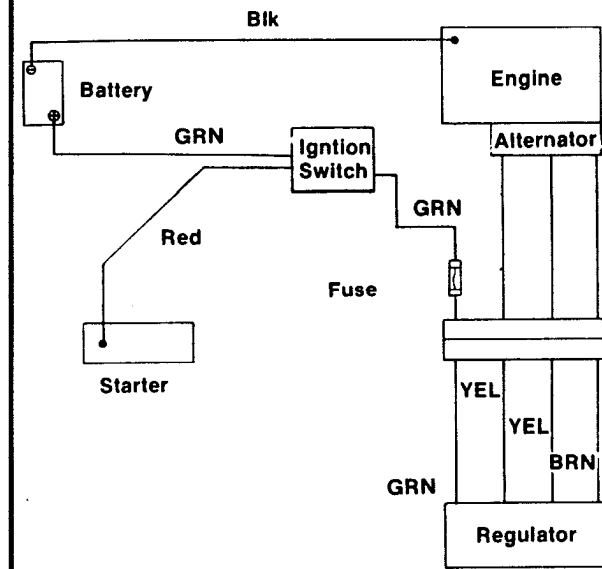 Blk
Engine
Battery
Alternator
GRN
Igntion
Switch
GRN
Red
Fuse
Starter
YEL
YEL
BRN
GRN
Regulator